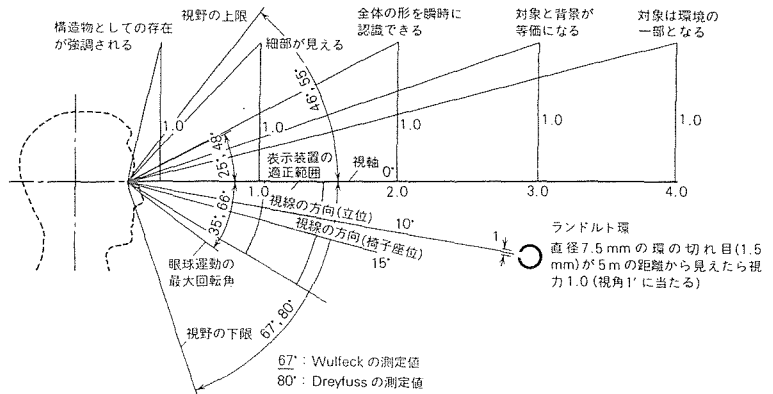 構造物としての存在
が強調される
視野の上限
細部が見える
全体の形を瞬時に
認識できる
対象と背景が
等価になる
対象は環境の
一部となる
46°, 55°
1.0
1.0
1.0
1.0
1.0
25°, 48°
表示装置の
適正範囲
視軸
0°
1.0
2.0
3.0
4.0
35°, 66°
視線の方向(立位)
10°
視線の方向(椅子座位)
15°
眼球運動の
最大回転角
1
ランドルト環
直径7.5mmの環の切れ目(1.5
mm)が5mの距離から見えたら視
力1.0(視角1′に当たる)
視野の下限
67°, 80°
67°：Wulfeckの測定値
80°：Dreyfussの測定値